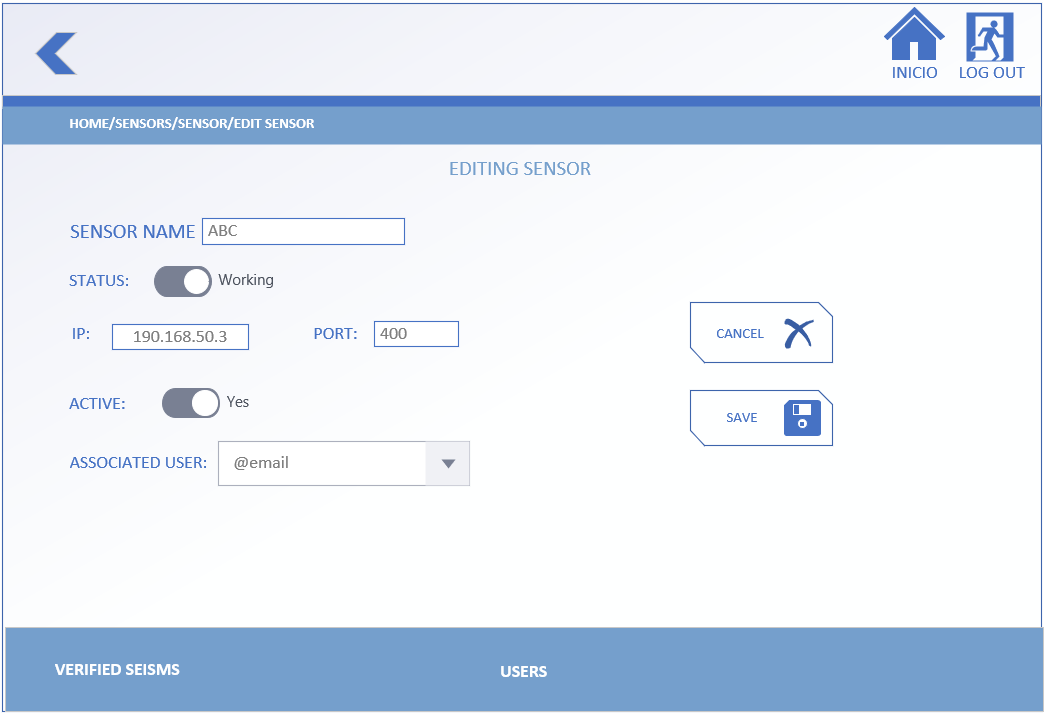 INICIO
LOG OUT
HOME/SENSORS/SENSOR/EDIT SENSOR
EDITING SENSOR
SENSOR NAME ABC
STATUS: Working
IP: 190.168.50.3 PORT: 400
CANCEL
ACTIVE: Yes
SAVE
ASSOCIATED USER: @email
VERIFIED SEISMS
USERS